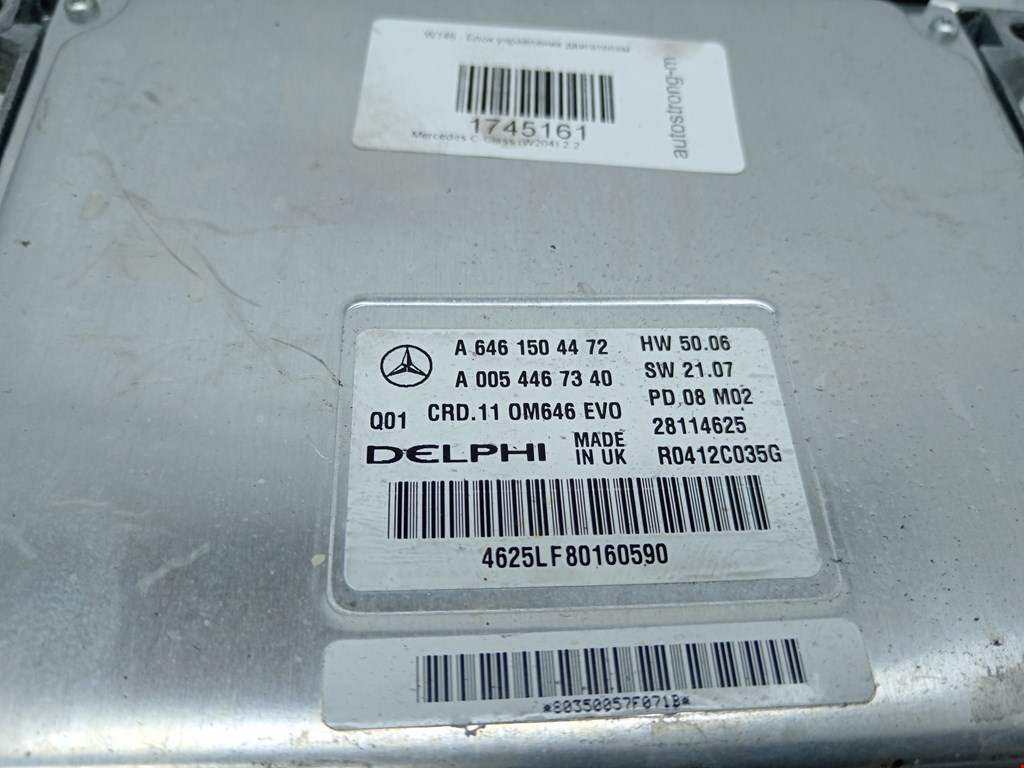 W146 Блок управления двигателем
1745161
Mercedes C-Class (W204) 2.2
autostrong-m
A 646 150 44 72
A 005 446 73 40
Q01 CRD.11 OM646 EVO
DELPHI MADE IN UK
HW 50.06
SW 21.07
PD.08 M02
28114625
R0412C035G
4625LF80160590
*80350057F071B*